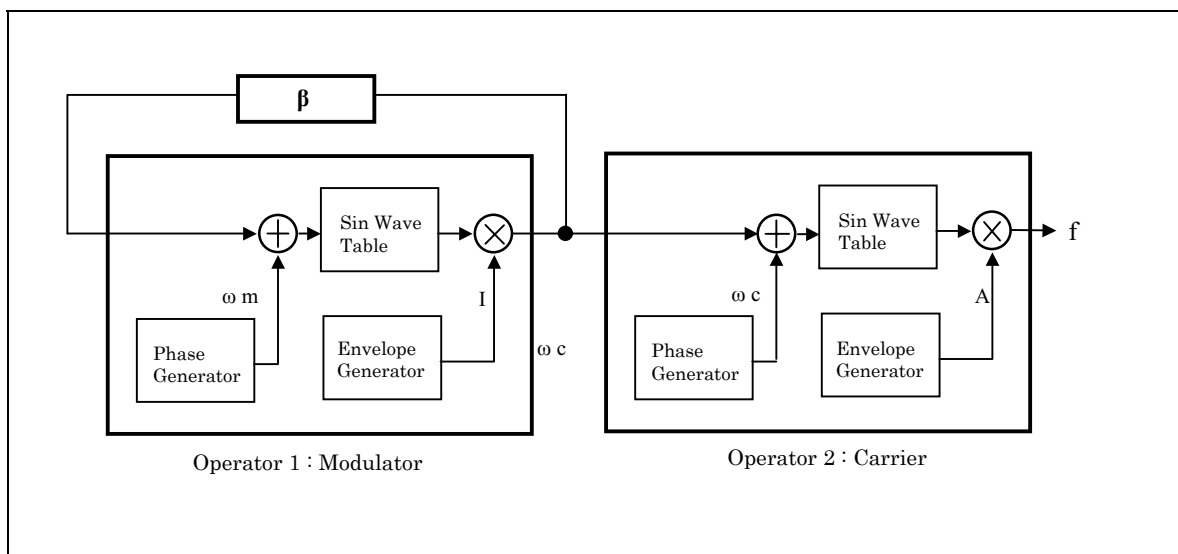 β
Sin Wave
Table
ω m
I
Phase
Generator
Envelope
Generator
ω c
Operator 1 : Modulator
Sin Wave
Table
f
ω c
A
Phase
Generator
Envelope
Generator
Operator 2 : Carrier